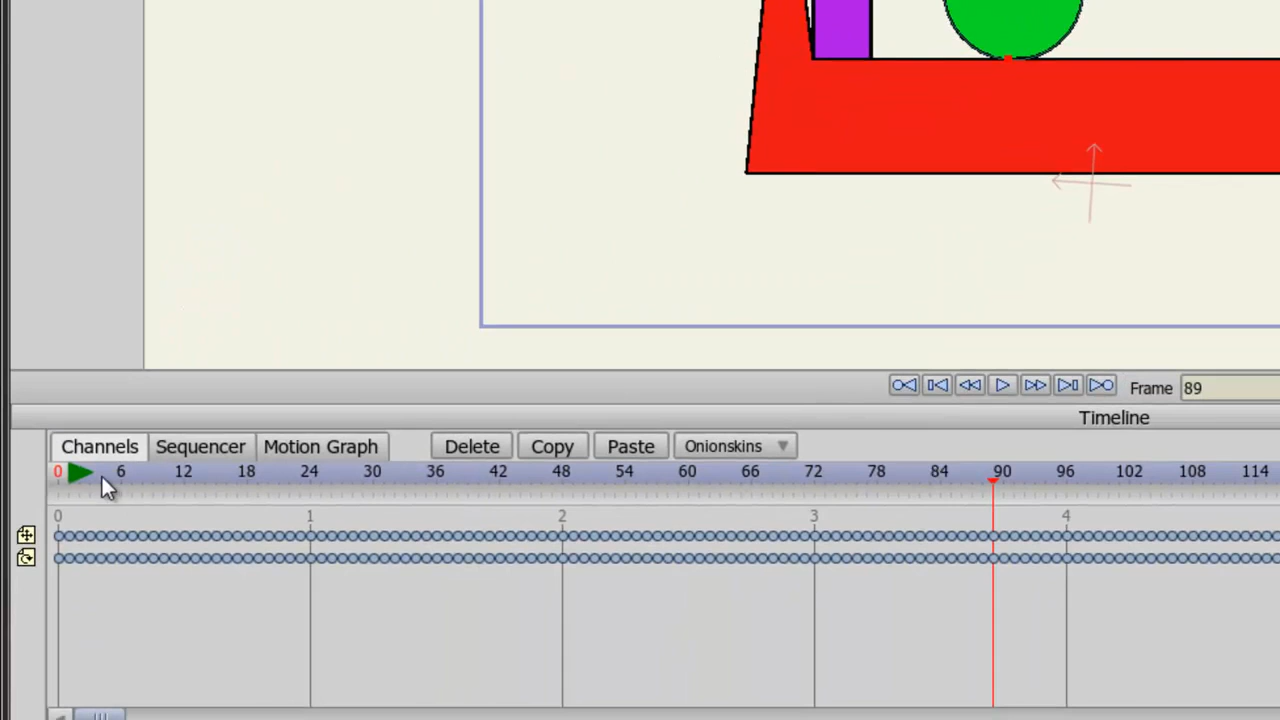 Frame 89
Timeline
Channels Sequencer Motion Graph Delete Copy Paste Onionskins
0 6 12 18 24 30 36 42 48 54 60 66 72 78 84 90 96 102 108 114
0 1 2 3 4